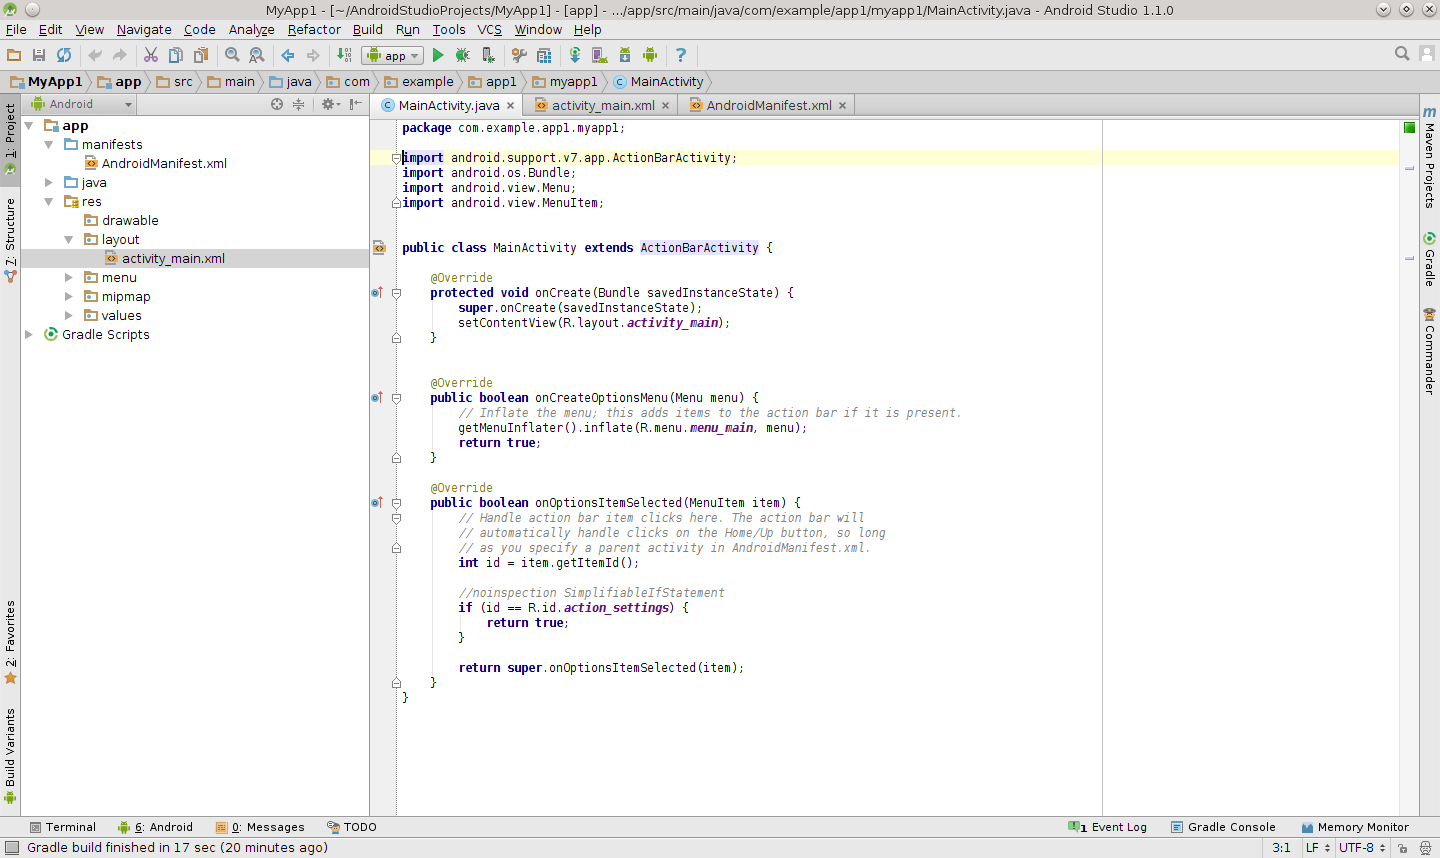 MyApp1 - [~/AndroidStudioProjects/MyApp1] - [app] - .../app/src/main/java/com/example/app1/myapp1/MainActivity.java - Android Studio 1.1.0
File Edit View Navigate Code Analyze Refactor Build Run Tools VCS Window Help
app
MyApp1 app src main java com example app1 myapp1 MainActivity
Android
MainActivity.java activity_main.xml AndroidManifest.xml
1: Project
7: Structure
2: Favorites
Build Variants
app
manifests
AndroidManifest.xml
java
res
drawable
layout
activity_main.xml
menu
mipmap
values
Gradle Scripts
package com.example.app1.myapp1;
import android.support.v7.app.ActionBarActivity;
import android.os.Bundle;
import android.view.Menu;
import android.view.MenuItem;
public class MainActivity extends ActionBarActivity {
@Override
protected void onCreate(Bundle savedInstanceState) {
super.onCreate(savedInstanceState);
setContentView(R.layout.activity_main);
}
@Override
public boolean onCreateOptionsMenu(Menu menu) {
// Inflate the menu; this adds items to the action bar if it is present.
getMenuInflater().inflate(R.menu.menu_main, menu);
return true;
}
@Override
public boolean onOptionsItemSelected(MenuItem item) {
// Handle action bar item clicks here. The action bar will
// automatically handle clicks on the Home/Up button, so long
// as you specify a parent activity in AndroidManifest.xml.
int id = item.getItemId();
//noinspection SimplifiableIfStatement
if (id == R.id.action_settings) {
return true;
}
return super.onOptionsItemSelected(item);
}
}
m Maven Projects
Gradle
Commander
Terminal 6: Android 0: Messages TODO 1 Event Log Gradle Console Memory Monitor
Gradle build finished in 17 sec (20 minutes ago) 3:1 LF UTF-8